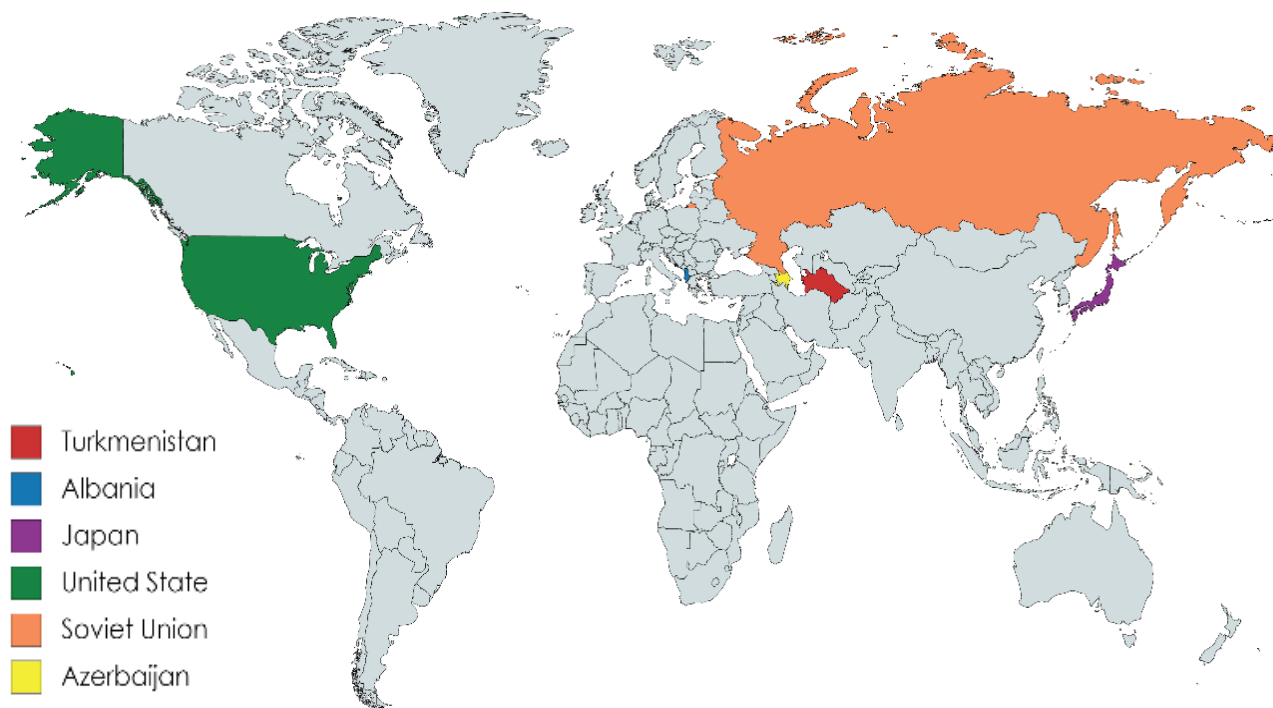 Turkmenistan
Albania
Japan
United State
Soviet Union
Azerbaijan